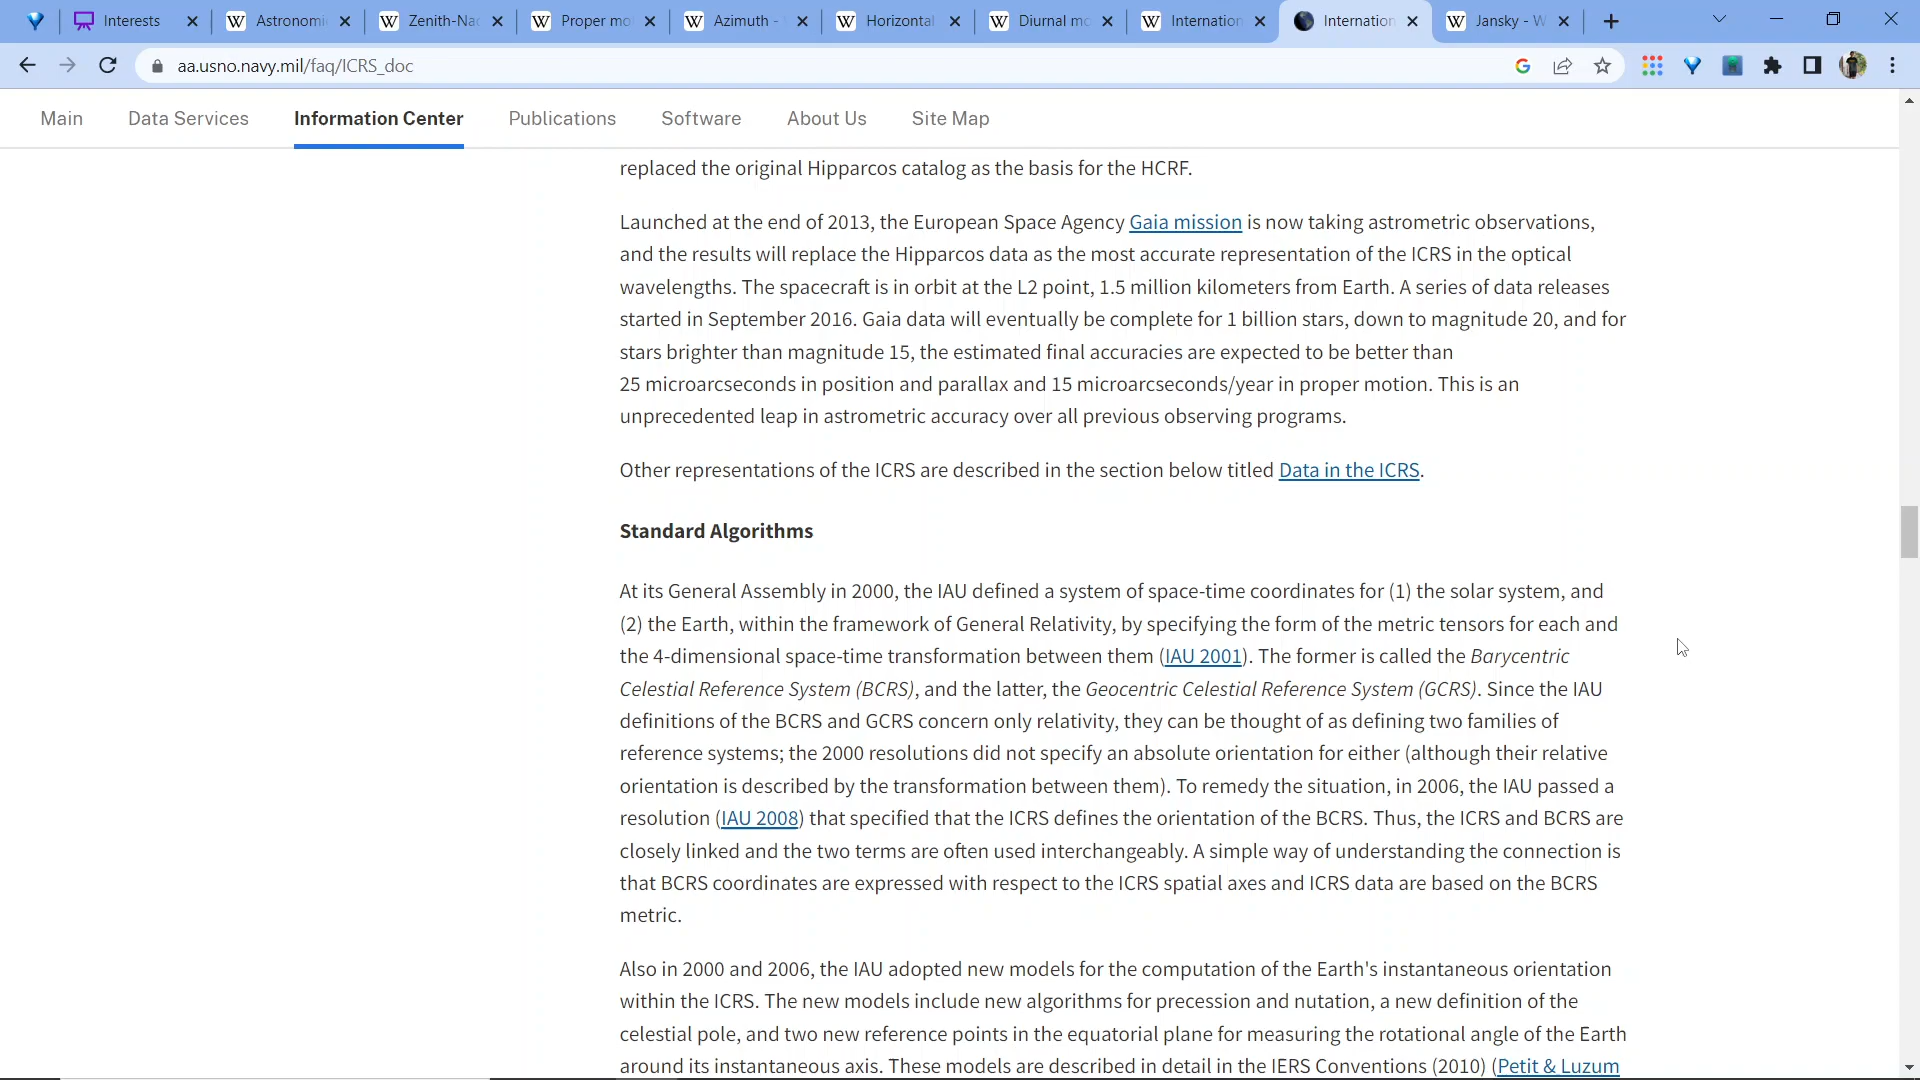 Interests
Astronomi
Zenith-Nad
Proper mo
Azimuth -
Horizontal
Diurnal mo
Internation
Internation
Jansky - W
aa.usno.navy.mil/faq/ICRS_doc
Main
Data Services
Information Center
Publications
Software
About Us
Site Map
replaced the original Hipparcos catalog as the basis for the HCRF.
Launched at the end of 2013, the European Space Agency Gaia mission is now taking astrometric observations,
and the results will replace the Hipparcos data as the most accurate representation of the ICRS in the optical
wavelengths. The spacecraft is in orbit at the L2 point, 1.5 million kilometers from Earth. A series of data releases
started in September 2016. Gaia data will eventually be complete for 1 billion stars, down to magnitude 20, and for
stars brighter than magnitude 15, the estimated final accuracies are expected to be better than
25 microarcseconds in position and parallax and 15 microarcseconds/year in proper motion. This is an
unprecedented leap in astrometric accuracy over all previous observing programs.
Other representations of the ICRS are described in the section below titled Data in the ICRS.
Standard Algorithms
At its General Assembly in 2000, the IAU defined a system of space-time coordinates for (1) the solar system, and
(2) the Earth, within the framework of General Relativity, by specifying the form of the metric tensors for each and
the 4-dimensional space-time transformation between them (IAU 2001). The former is called the Barycentric
Celestial Reference System (BCRS), and the latter, the Geocentric Celestial Reference System (GCRS). Since the IAU
definitions of the BCRS and GCRS concern only relativity, they can be thought of as defining two families of
reference systems; the 2000 resolutions did not specify an absolute orientation for either (although their relative
orientation is described by the transformation between them). To remedy the situation, in 2006, the IAU passed a
resolution (IAU 2008) that specified that the ICRS defines the orientation of the BCRS. Thus, the ICRS and BCRS are
closely linked and the two terms are often used interchangeably. A simple way of understanding the connection is
that BCRS coordinates are expressed with respect to the ICRS spatial axes and ICRS data are based on the BCRS
metric.
Also in 2000 and 2006, the IAU adopted new models for the computation of the Earth's instantaneous orientation
within the ICRS. The new models include new algorithms for precession and nutation, a new definition of the
celestial pole, and two new reference points in the equatorial plane for measuring the rotational angle of the Earth
around its instantaneous axis. These models are described in detail in the IERS Conventions (2010) (Petit & Luzum